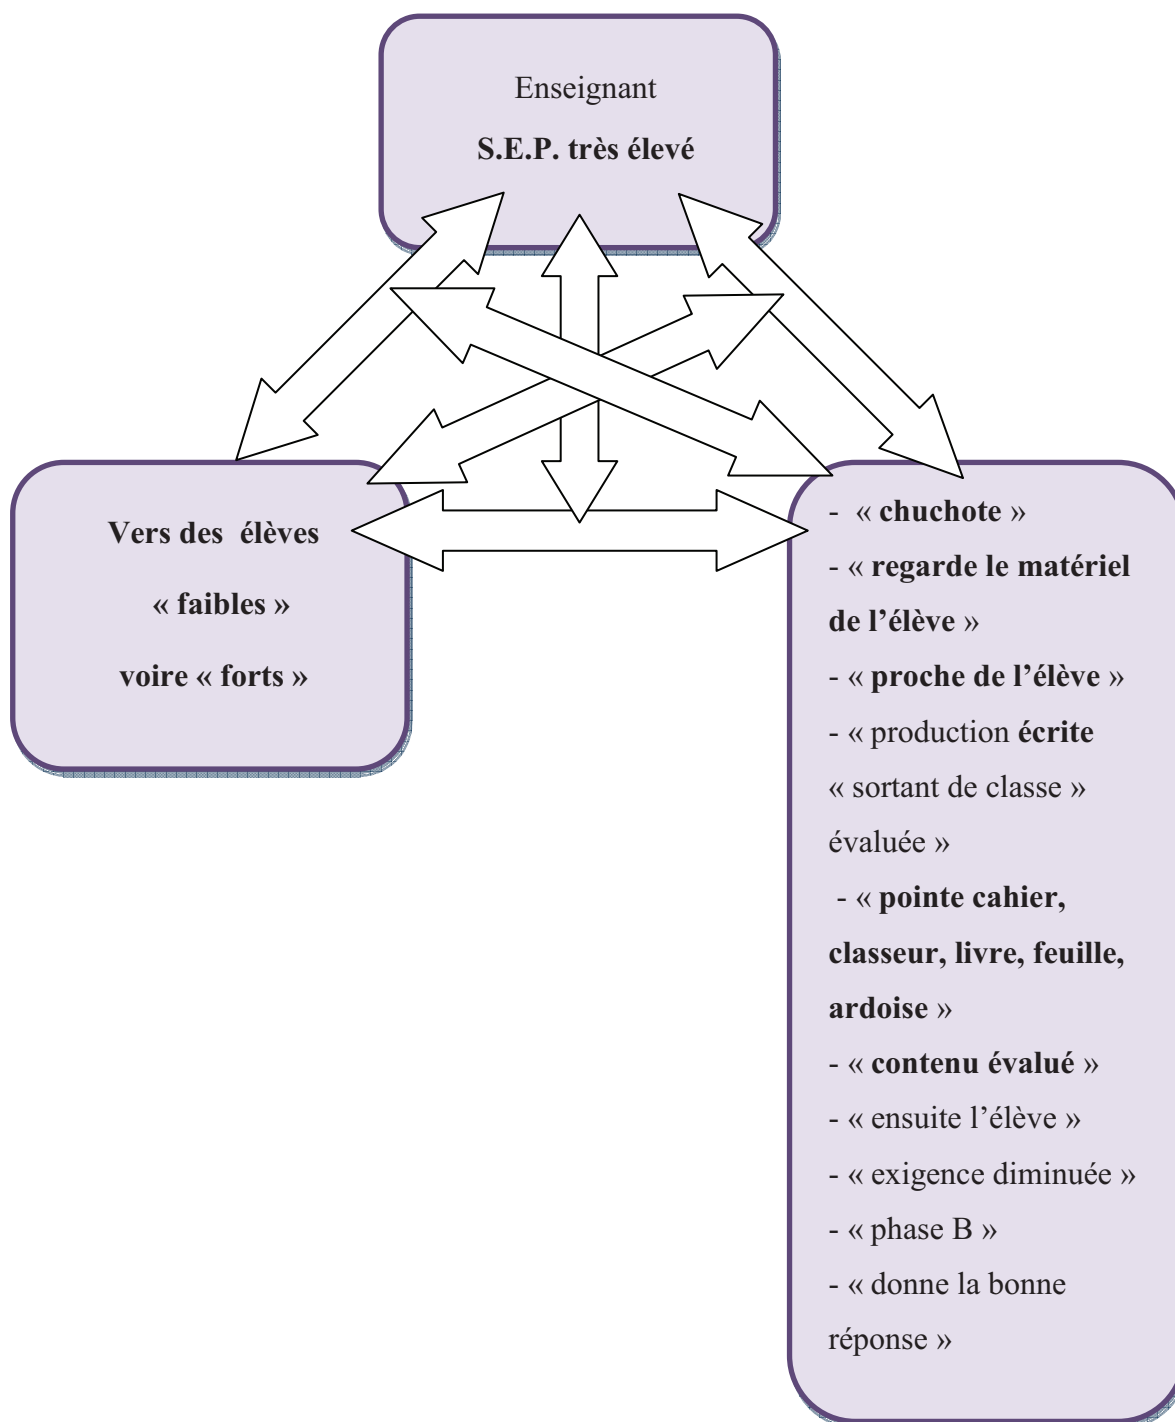 Enseignant
S.E.P. très élevé
Vers des  élèves
« faibles »
voire « forts »
-  « chuchote »
- « regarde le matériel
de l’élève »
- « proche de l’élève »
- « production écrite
« sortant de classe »
évaluée »
- « pointe cahier,
classeur, livre, feuille,
ardoise »
- « contenu évalué »
- « ensuite l’élève »
- « exigence diminuée »
- « phase B »
- « donne la bonne
réponse »